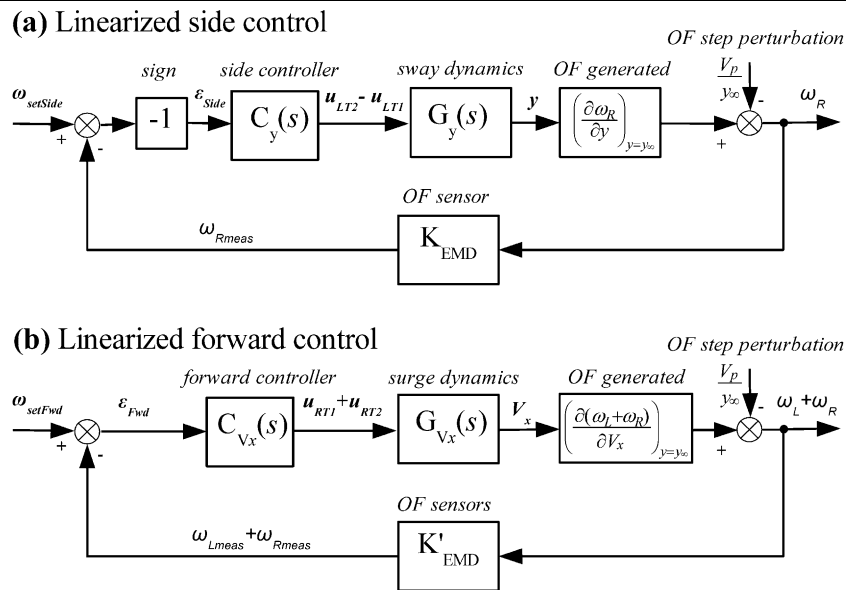 (a) Linearized side control
OF step perturbation
sign
side controller
sway dynamics
OF generated
V_p / y_∞
ω_setSide
ε_Side
u_LT2 - u_LT1
y
ω_R
+
-
-1
C_y(s)
G_y(s)
(∂ω_R / ∂y)_y=y∞
+
-
OF sensor
ω_Rmeas
K_EMD
(b) Linearized forward control
OF step perturbation
forward controller
surge dynamics
OF generated
V_p / y_∞
ω_setFwd
ε_Fwd
u_RT1+u_RT2
V_x
ω_L+ω_R
+
-
C_Vx(s)
G_Vx(s)
(∂(ω_L+ω_R) / ∂V_x)_y=y∞
+
-
OF sensors
ω_Lmeas+ω_Rmeas
K'_EMD